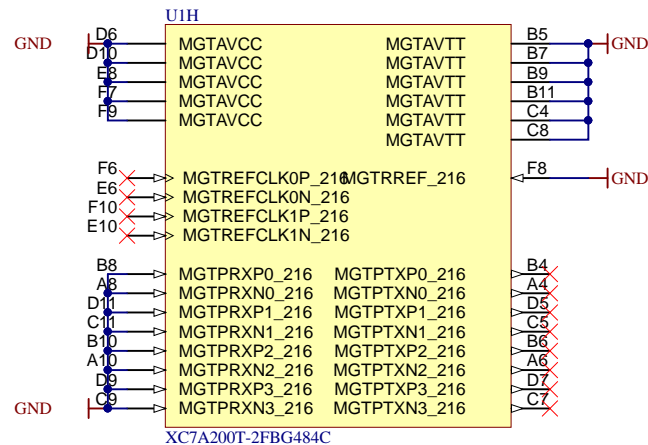 U1H
GND D6 MGTAVCC MGTAVTT B5 GND
D10 MGTAVCC MGTAVTT B7
E8 MGTAVCC MGTAVTT B9
F7 MGTAVCC MGTAVTT B11
F9 MGTAVCC MGTAVTT C4
MGTAVTT C8
F6 MGTREFCLK0P_216 MGTRREF_216 F8 GND
E6 MGTREFCLK0N_216
F10 MGTREFCLK1P_216
E10 MGTREFCLK1N_216
B8 MGTPRXP0_216 MGTPTXP0_216 B4
A8 MGTPRXN0_216 MGTPTXN0_216 A4
D11 MGTPRXP1_216 MGTPTXP1_216 D5
C11 MGTPRXN1_216 MGTPTXN1_216 C5
B10 MGTPRXP2_216 MGTPTXP2_216 B6
A10 MGTPRXN2_216 MGTPTXN2_216 A6
D9 MGTPRXP3_216 MGTPTXP3_216 D7
GND C9 MGTPRXN3_216 MGTPTXN3_216 C7
XC7A200T-2FBG484C